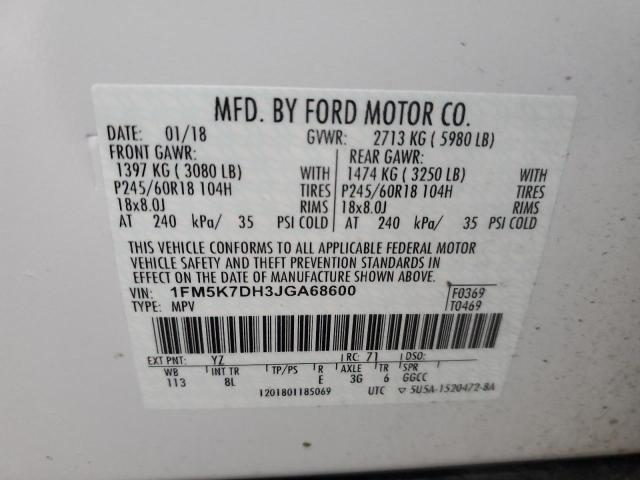 MFD. BY FORD MOTOR CO.
DATE: 01/18 GVWR: 2713 KG ( 5980 LB)
FRONT GAWR: REAR GAWR:
1397 KG ( 3080 LB) WITH 1474 KG ( 3250 LB) WITH
P245/60R18 104H TIRES P245/60R18 104H TIRES
18x8.0J RIMS 18x8.0J RIMS
AT 240 kPa/ 35 PSI COLD AT 240 kPa/ 35 PSI COLD
THIS VEHICLE CONFORMS TO ALL APPLICABLE FEDERAL MOTOR
VEHICLE SAFETY AND THEFT PREVENTION STANDARDS IN
EFFECT ON THE DATE OF MANUFACTURE SHOWN ABOVE.
VIN: 1FM5K7DH3JGA68600 F0369
TYPE: MPV T0469
EXT PNT: YZ RC: 71 DSO:
WB INT TR TP/PS R AXLE TR SPR
113 8L E 3G 6 GGCC
1201801185069 UTC ▽ 5U5A-1520472-8A